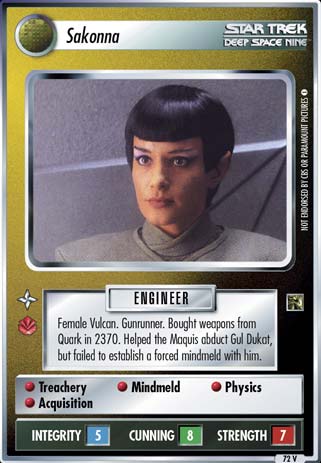 Sakonna
STAR TREK
DEEP SPACE NINE
NOT ENDORSED BY CBS OR PARAMOUNT PICTURES
ENGINEER
Female Vulcan. Gunrunner. Bought weapons from
Quark in 2370. Helped the Maquis abduct Gul Dukat,
but failed to establish a forced mindmeld with him.
Treachery Mindmeld Physics
Acquisition
INTEGRITY 5 CUNNING 8 STRENGTH 7
72 V